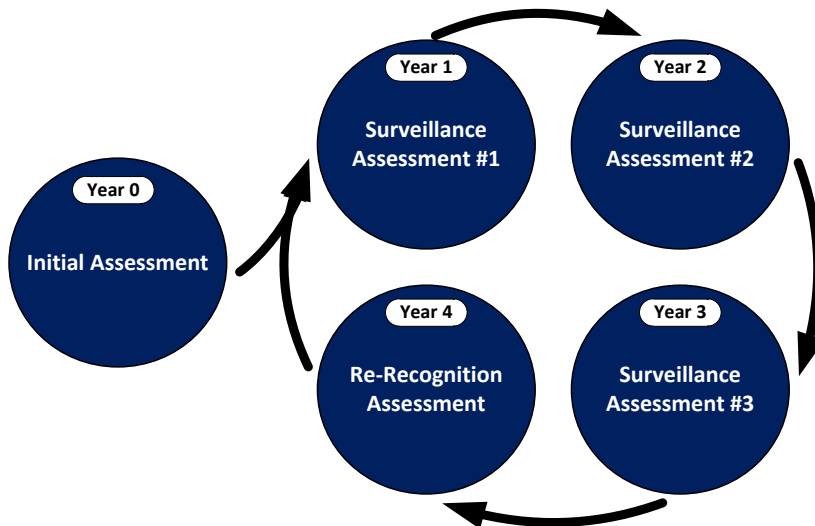 Year 0
Initial Assessment
Year 1
Surveillance
Assessment #1
Year 2
Surveillance
Assessment #2
Year 3
Surveillance
Assessment #3
Year 4
Re-Recognition
Assessment